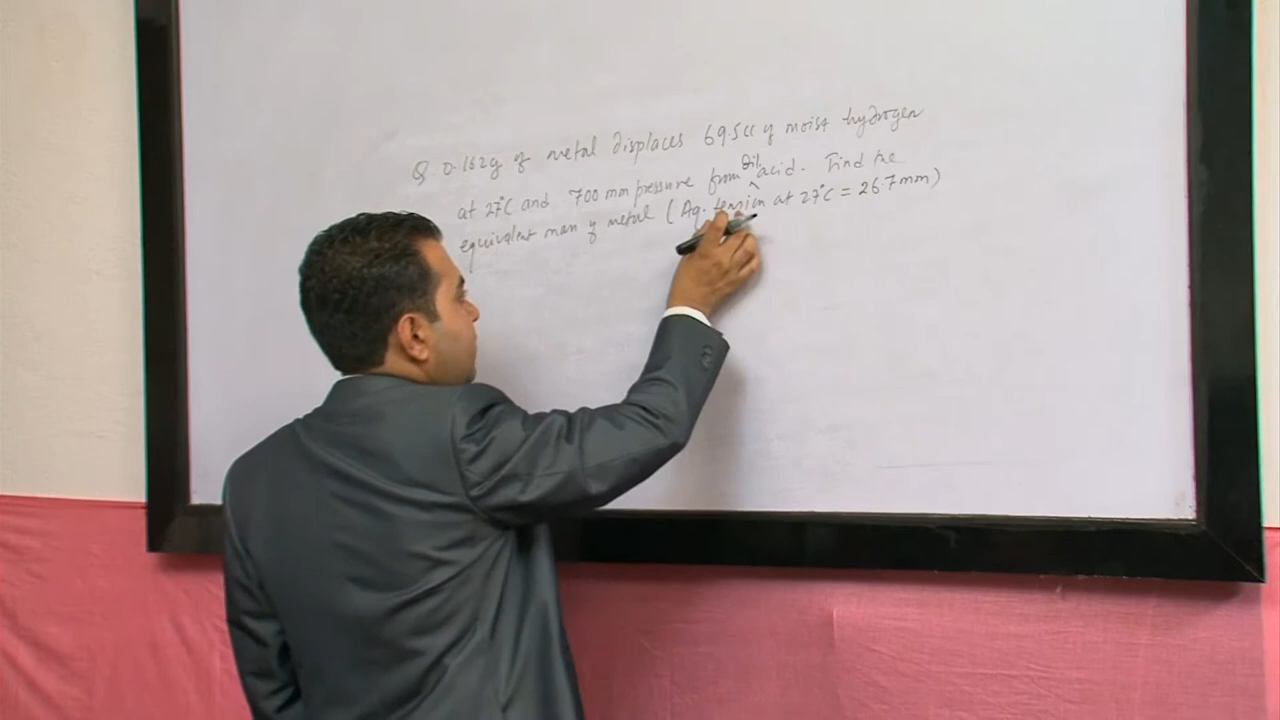 Q 0.162g of metal displaces 69.5cc of moist hydrogen
at 27°C and 700 mm pressure from dil. acid. Find the
equivalent mass of metal (Aq. tension at 27°C = 26.7mm)